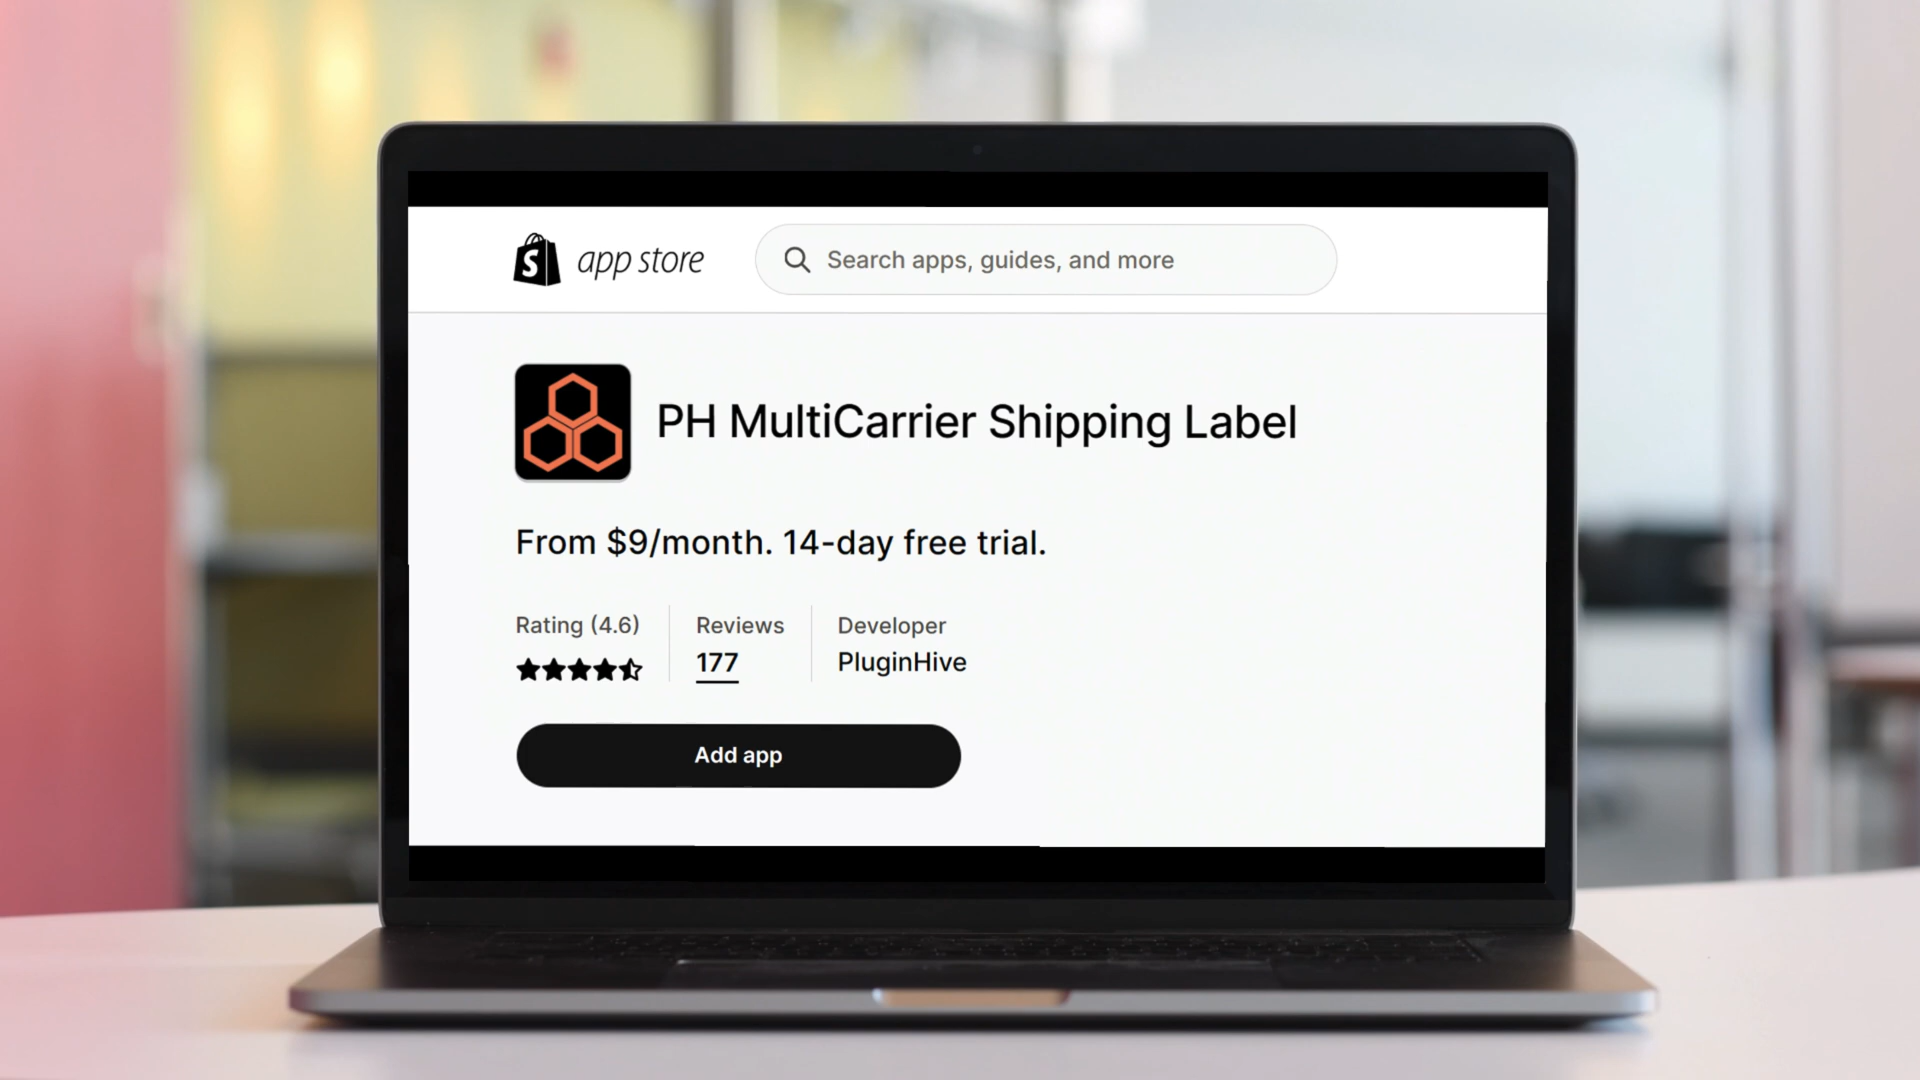 S app store
Search apps, guides, and more
PH MultiCarrier Shipping Label
From $9/month. 14-day free trial.
Rating (4.6)
Reviews
Developer
177
PluginHive
Add app